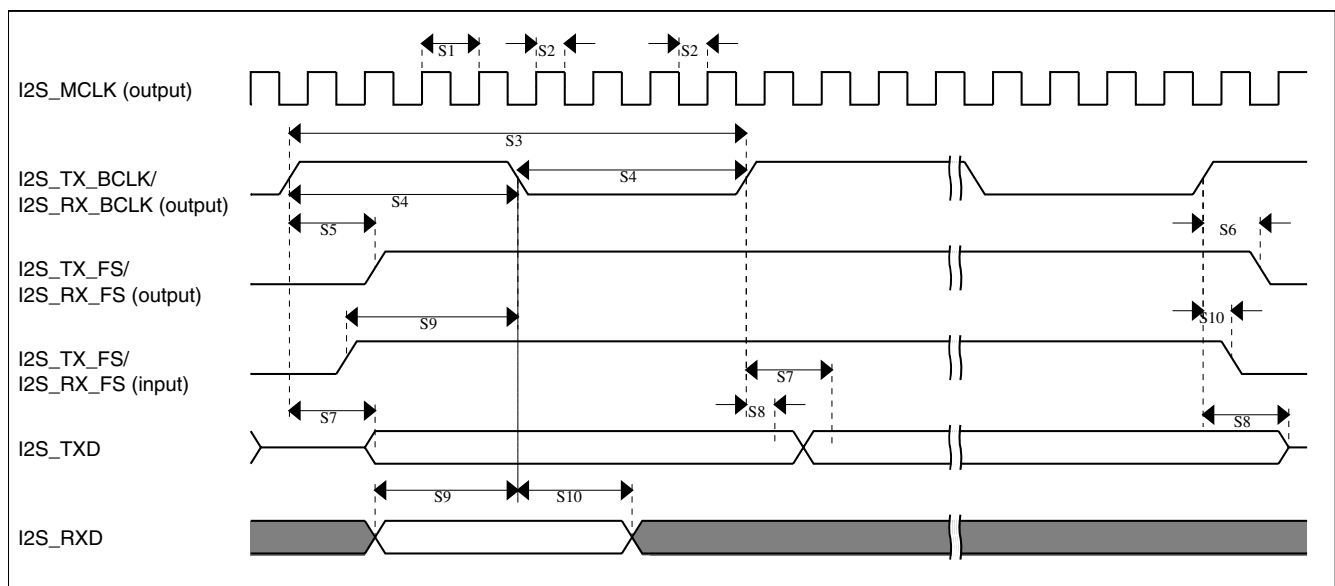 S1 S2 S2
I2S_MCLK (output)
S3
I2S_TX_BCLK/
I2S_RX_BCLK (output)
S4
S4
S5 S6
I2S_TX_FS/
I2S_RX_FS (output)
S9 S10
I2S_TX_FS/
I2S_RX_FS (input)
S7
S7 S8 S8
I2S_TXD
S9 S10
I2S_RXD